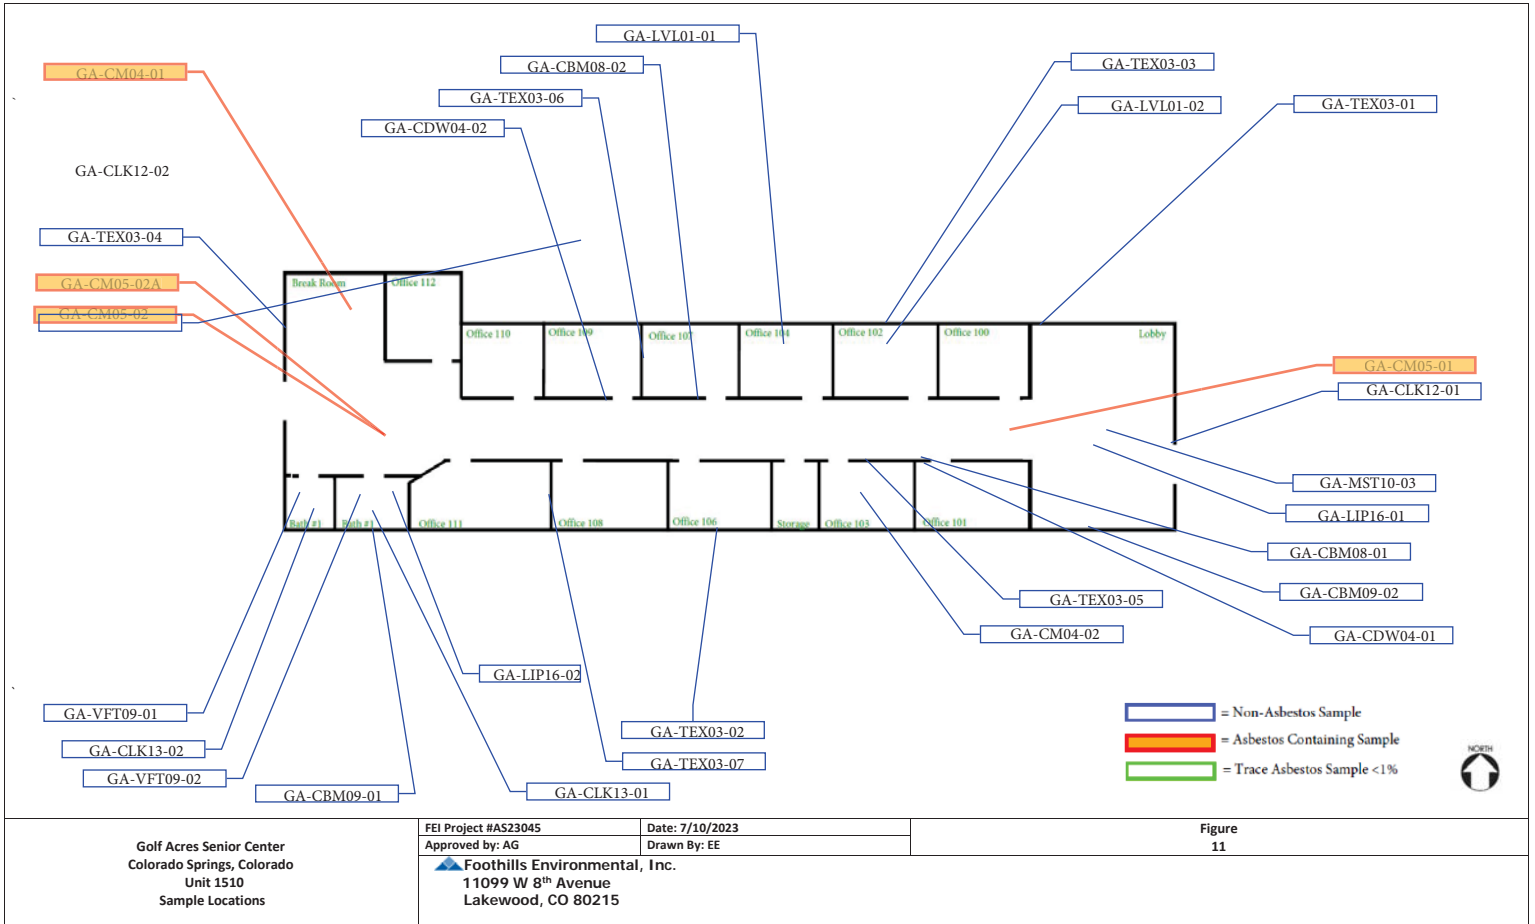 GA-LVL01-01
GA-CM04-01
GA-CBM08-02
GA-TEX03-03
GA-TEX03-06
GA-LVL01-02
GA-TEX03-01
GA-CDW04-02
GA-CLK12-02
GA-TEX03-04
GA-CM05-02A
GA-CM05-02
Break Room
Office 112
Office 110
Office 109
Office 107
Office 104
Office 102
Office 100
Lobby
GA-CM05-01
GA-CLK12-01
GA-MST10-03
GA-LIP16-01
Bath #1
Bath #1
Office 111
Office 108
Office 106
Storage
Office 103
Office 101
GA-CBM08-01
GA-CBM09-02
GA-TEX03-05
GA-CM04-02
GA-CDW04-01
GA-LIP16-02
GA-VFT09-01
GA-TEX03-02
GA-CLK13-02
GA-TEX03-07
GA-VFT09-02
GA-CBM09-01
GA-CLK13-01
= Non-Asbestos Sample
= Asbestos Containing Sample
= Trace Asbestos Sample <1%
NORTH
Golf Acres Senior Center
Colorado Springs, Colorado
Unit 1510
Sample Locations
FEI Project #AS23045
Date: 7/10/2023
Approved by: AG
Drawn By: EE
Foothills Environmental, Inc.
11099 W 8th Avenue
Lakewood, CO 80215
Figure
11